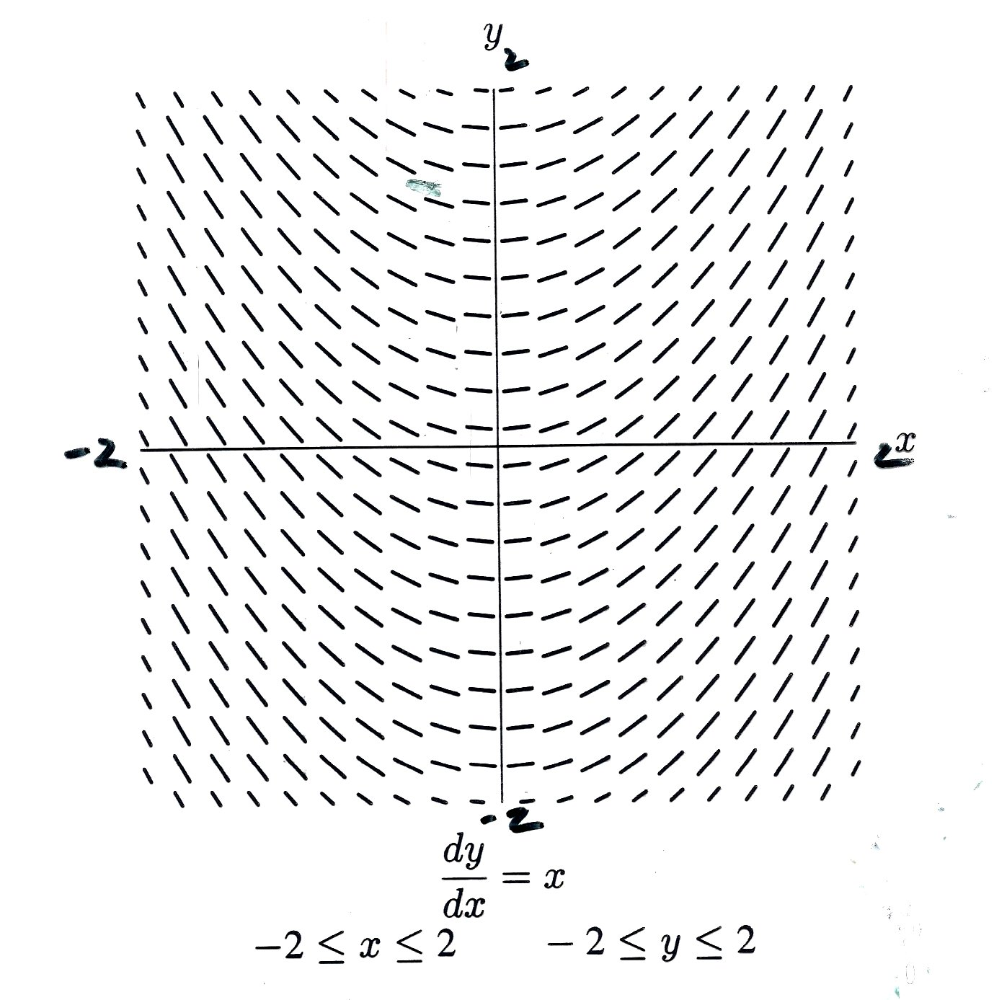 y
2
-2
2 x
-2
dy/dx = x
-2 ≤ x ≤ 2   -2 ≤ y ≤ 2